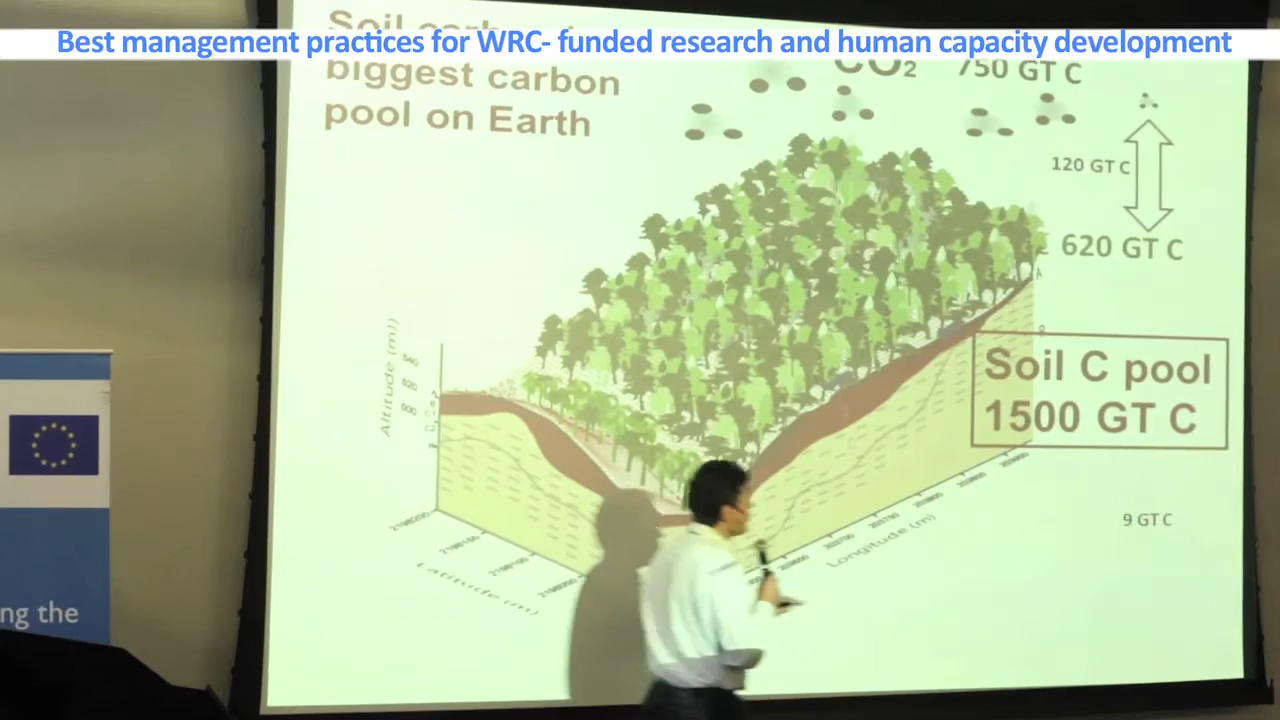 Best management practices for WRC- funded research and human capacity development
Soil
biggest carbon
pool on Earth
CO₂ 750 GT C
120 GT C
620 GT C
Soil C pool
1500 GT C
9 GT C
Altitude (m)
Latitude (m)
Longitude (m)
ng the